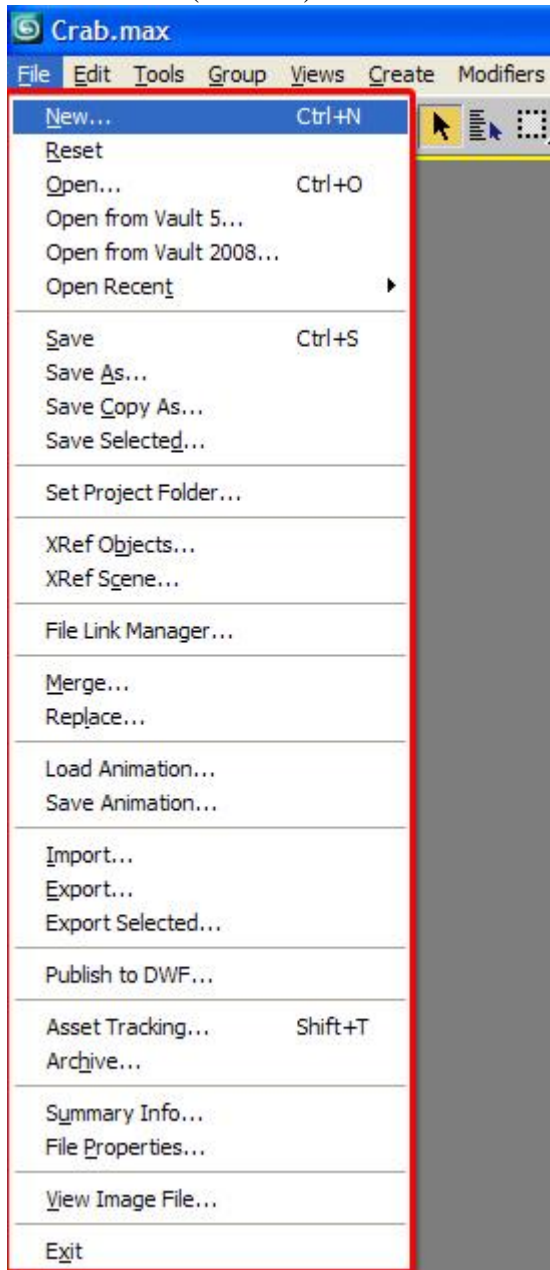 Crab.max
File Edit Tools Group Views Create Modifiers
New... Ctrl+N
Reset
Open... Ctrl+O
Open from Vault 5...
Open from Vault 2008...
Open Recent
Save Ctrl+S
Save As...
Save Copy As...
Save Selected...
Set Project Folder...
XRef Objects...
XRef Scene...
File Link Manager...
Merge...
Replace...
Load Animation...
Save Animation...
Import...
Export...
Export Selected...
Publish to DWF...
Asset Tracking... Shift+T
Archive...
Summary Info...
File Properties...
View Image File...
Exit